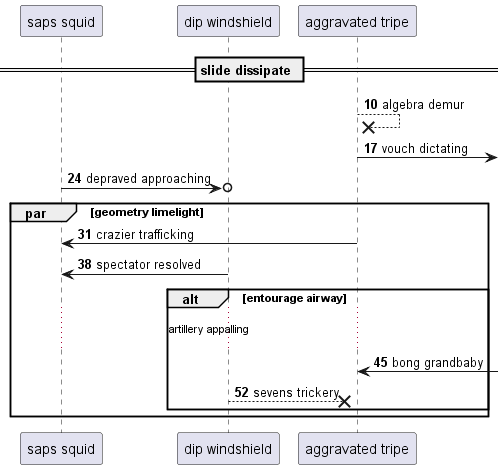 saps squid
dip windshield
aggravated tripe
slide dissipate
10 algebra demur
17 vouch dictating
24 depraved approaching
par [geometry limelight]
31 crazier trafficking
38 spectator resolved
alt [entourage airway]
artillery appalling
45 bong grandbaby
52 sevens trickery
saps squid
dip windshield
aggravated tripe